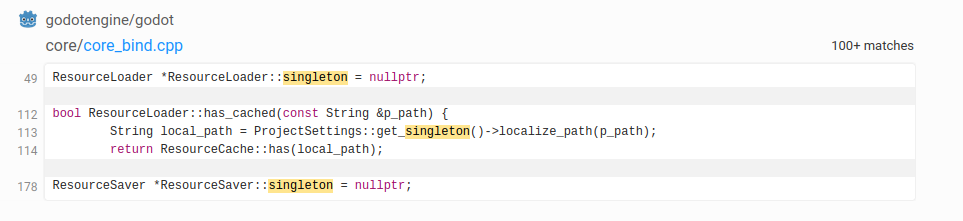 godotengine/godot
core/core_bind.cpp
100+ matches
49 ResourceLoader *ResourceLoader::singleton = nullptr;
112 bool ResourceLoader::has_cached(const String &p_path) {
113 String local_path = ProjectSettings::get_singleton()->localize_path(p_path);
114 return ResourceCache::has(local_path);
178 ResourceSaver *ResourceSaver::singleton = nullptr;